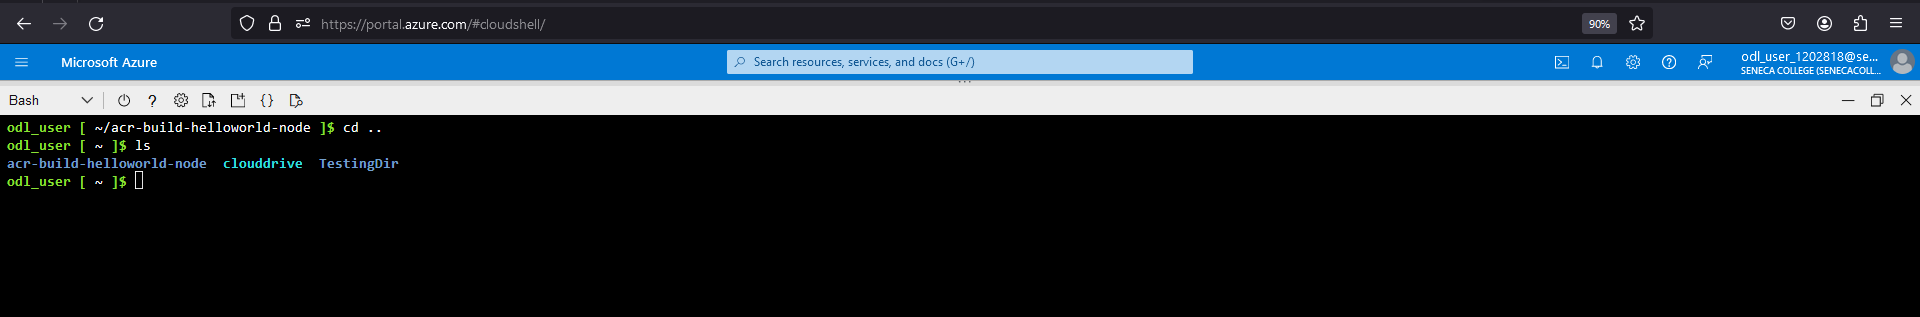 https://portal.azure.com/#cloudshell/
90%
Microsoft Azure
Search resources, services, and docs (G+/)
odl_user_1202818@se...
SENECA COLLEGE (SENECACOLL...
Bash
odl_user [ ~/acr-build-helloworld-node ]$ cd ..
odl_user [ ~ ]$ ls
acr-build-helloworld-node  clouddrive  TestingDir
odl_user [ ~ ]$